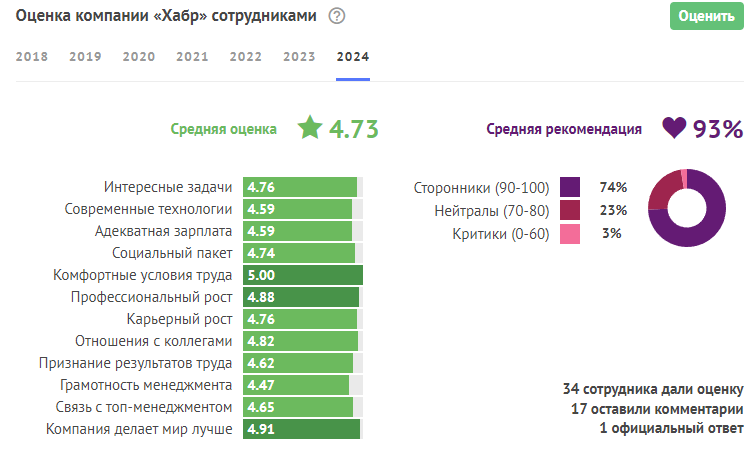 Оценка компании «Хабр» сотрудниками ?
Оценить
2018 2019 2020 2021 2022 2023 2024
Средняя оценка 4.73
Интересные задачи 4.76
Современные технологии 4.59
Адекватная зарплата 4.59
Социальный пакет 4.74
Комфортные условия труда 5.00
Профессиональный рост 4.88
Карьерный рост 4.76
Отношения с коллегами 4.82
Признание результатов труда 4.62
Грамотность менеджмента 4.47
Связь с топ-менеджментом 4.65
Компания делает мир лучше 4.91
Средняя рекомендация 93%
Сторонники (90-100) 74%
Нейтралы (70-80) 23%
Критики (0-60) 3%
34 сотрудника дали оценку
17 оставили комментарии
1 официальный ответ